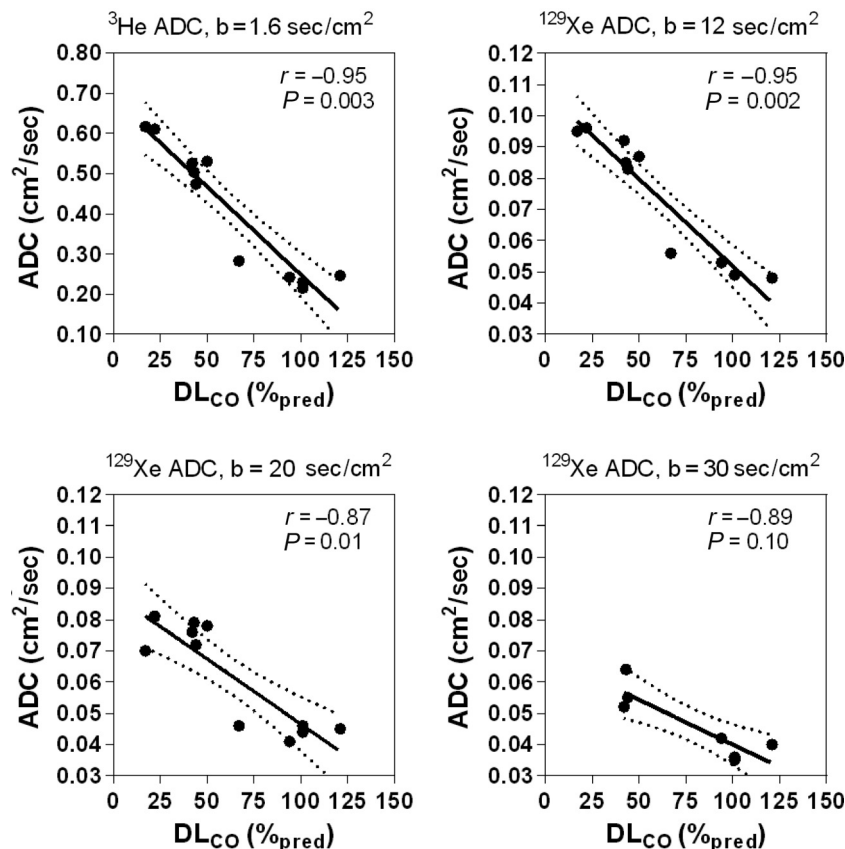 ³He ADC, b = 1.6 sec/cm²
r = –0.95
P = 0.003
ADC (cm²/sec)
0.80
0.70
0.60
0.50
0.40
0.30
0.20
0.10
0 25 50 75 100 125 150
DL_CO (%_pred)
¹²⁹Xe ADC, b = 12 sec/cm²
r = –0.95
P = 0.002
ADC (cm²/sec)
0.12
0.11
0.10
0.09
0.08
0.07
0.06
0.05
0.04
0.03
0 25 50 75 100 125 150
DL_CO (%_pred)
¹²⁹Xe ADC, b = 20 sec/cm²
r = –0.87
P = 0.01
ADC (cm²/sec)
0.12
0.11
0.10
0.09
0.08
0.07
0.06
0.05
0.04
0.03
0 25 50 75 100 125 150
DL_CO (%_pred)
¹²⁹Xe ADC, b = 30 sec/cm²
r = –0.89
P = 0.10
ADC (cm²/sec)
0.12
0.11
0.10
0.09
0.08
0.07
0.06
0.05
0.04
0.03
0 25 50 75 100 125 150
DL_CO (%_pred)